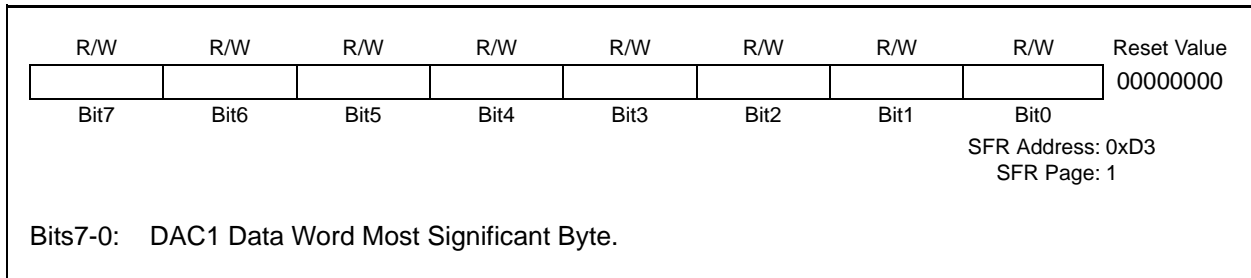 R/W R/W R/W R/W R/W R/W R/W R/W Reset Value
00000000
Bit7 Bit6 Bit5 Bit4 Bit3 Bit2 Bit1 Bit0
SFR Address: 0xD3
SFR Page: 1
Bits7-0: DAC1 Data Word Most Significant Byte.